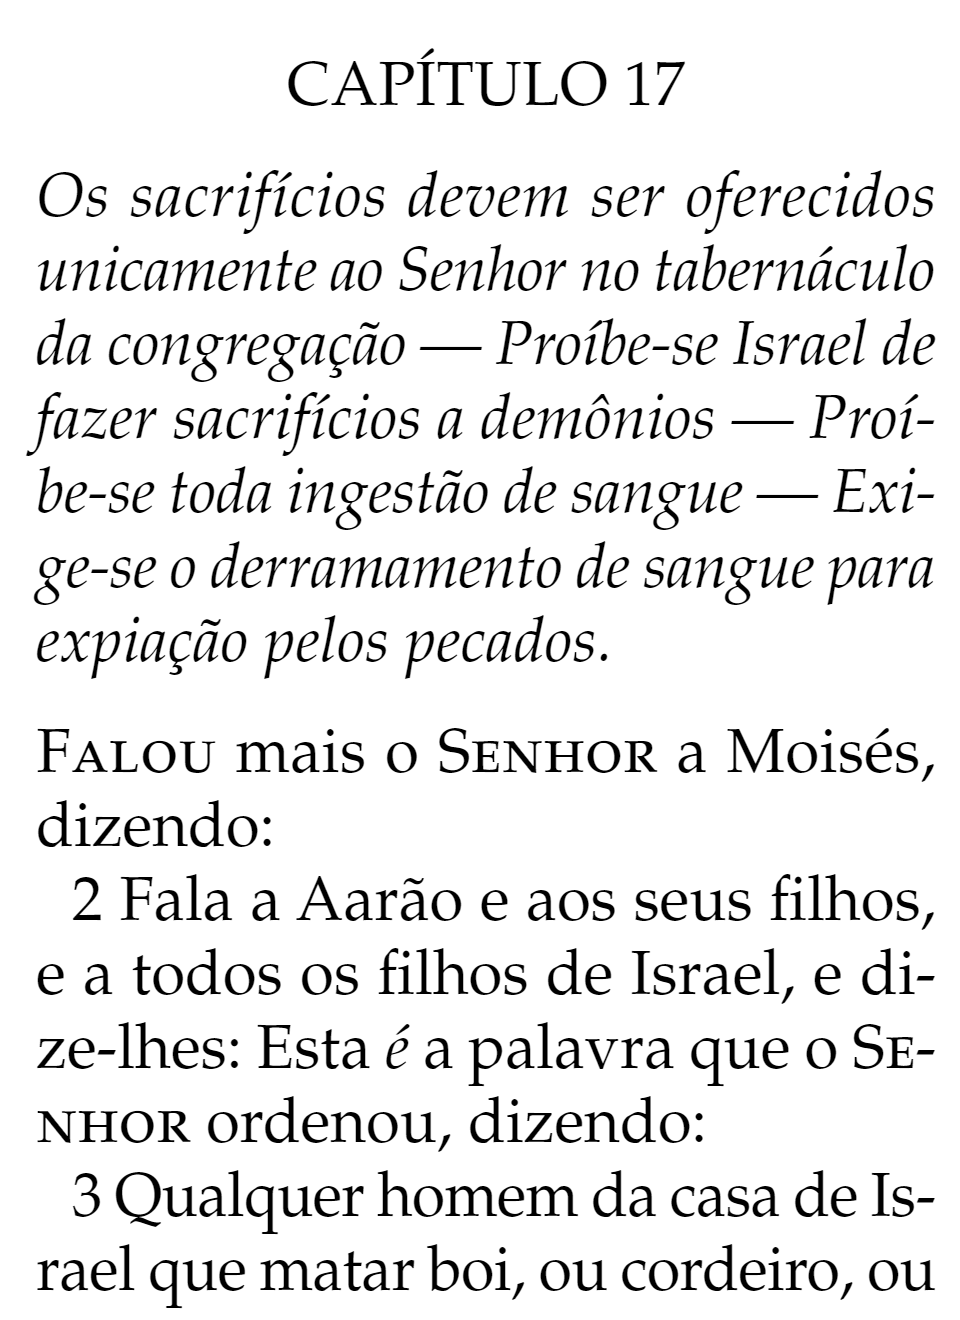 CAPÍTULO 17
Os sacrifícios devem ser oferecidos
unicamente ao Senhor no tabernáculo
da congregação — Proíbe-se Israel de
fazer sacrifícios a demônios — Proí-
be-se toda ingestão de sangue — Exi-
ge-se o derramamento de sangue para
expiação pelos pecados.
FALOU mais o SENHOR a Moisés,
dizendo:
2 Fala a Aarão e aos seus filhos,
e a todos os filhos de Israel, e di-
ze-lhes: Esta é a palavra que o SE-
NHOR ordenou, dizendo:
3 Qualquer homem da casa de Is-
rael que matar boi, ou cordeiro, ou